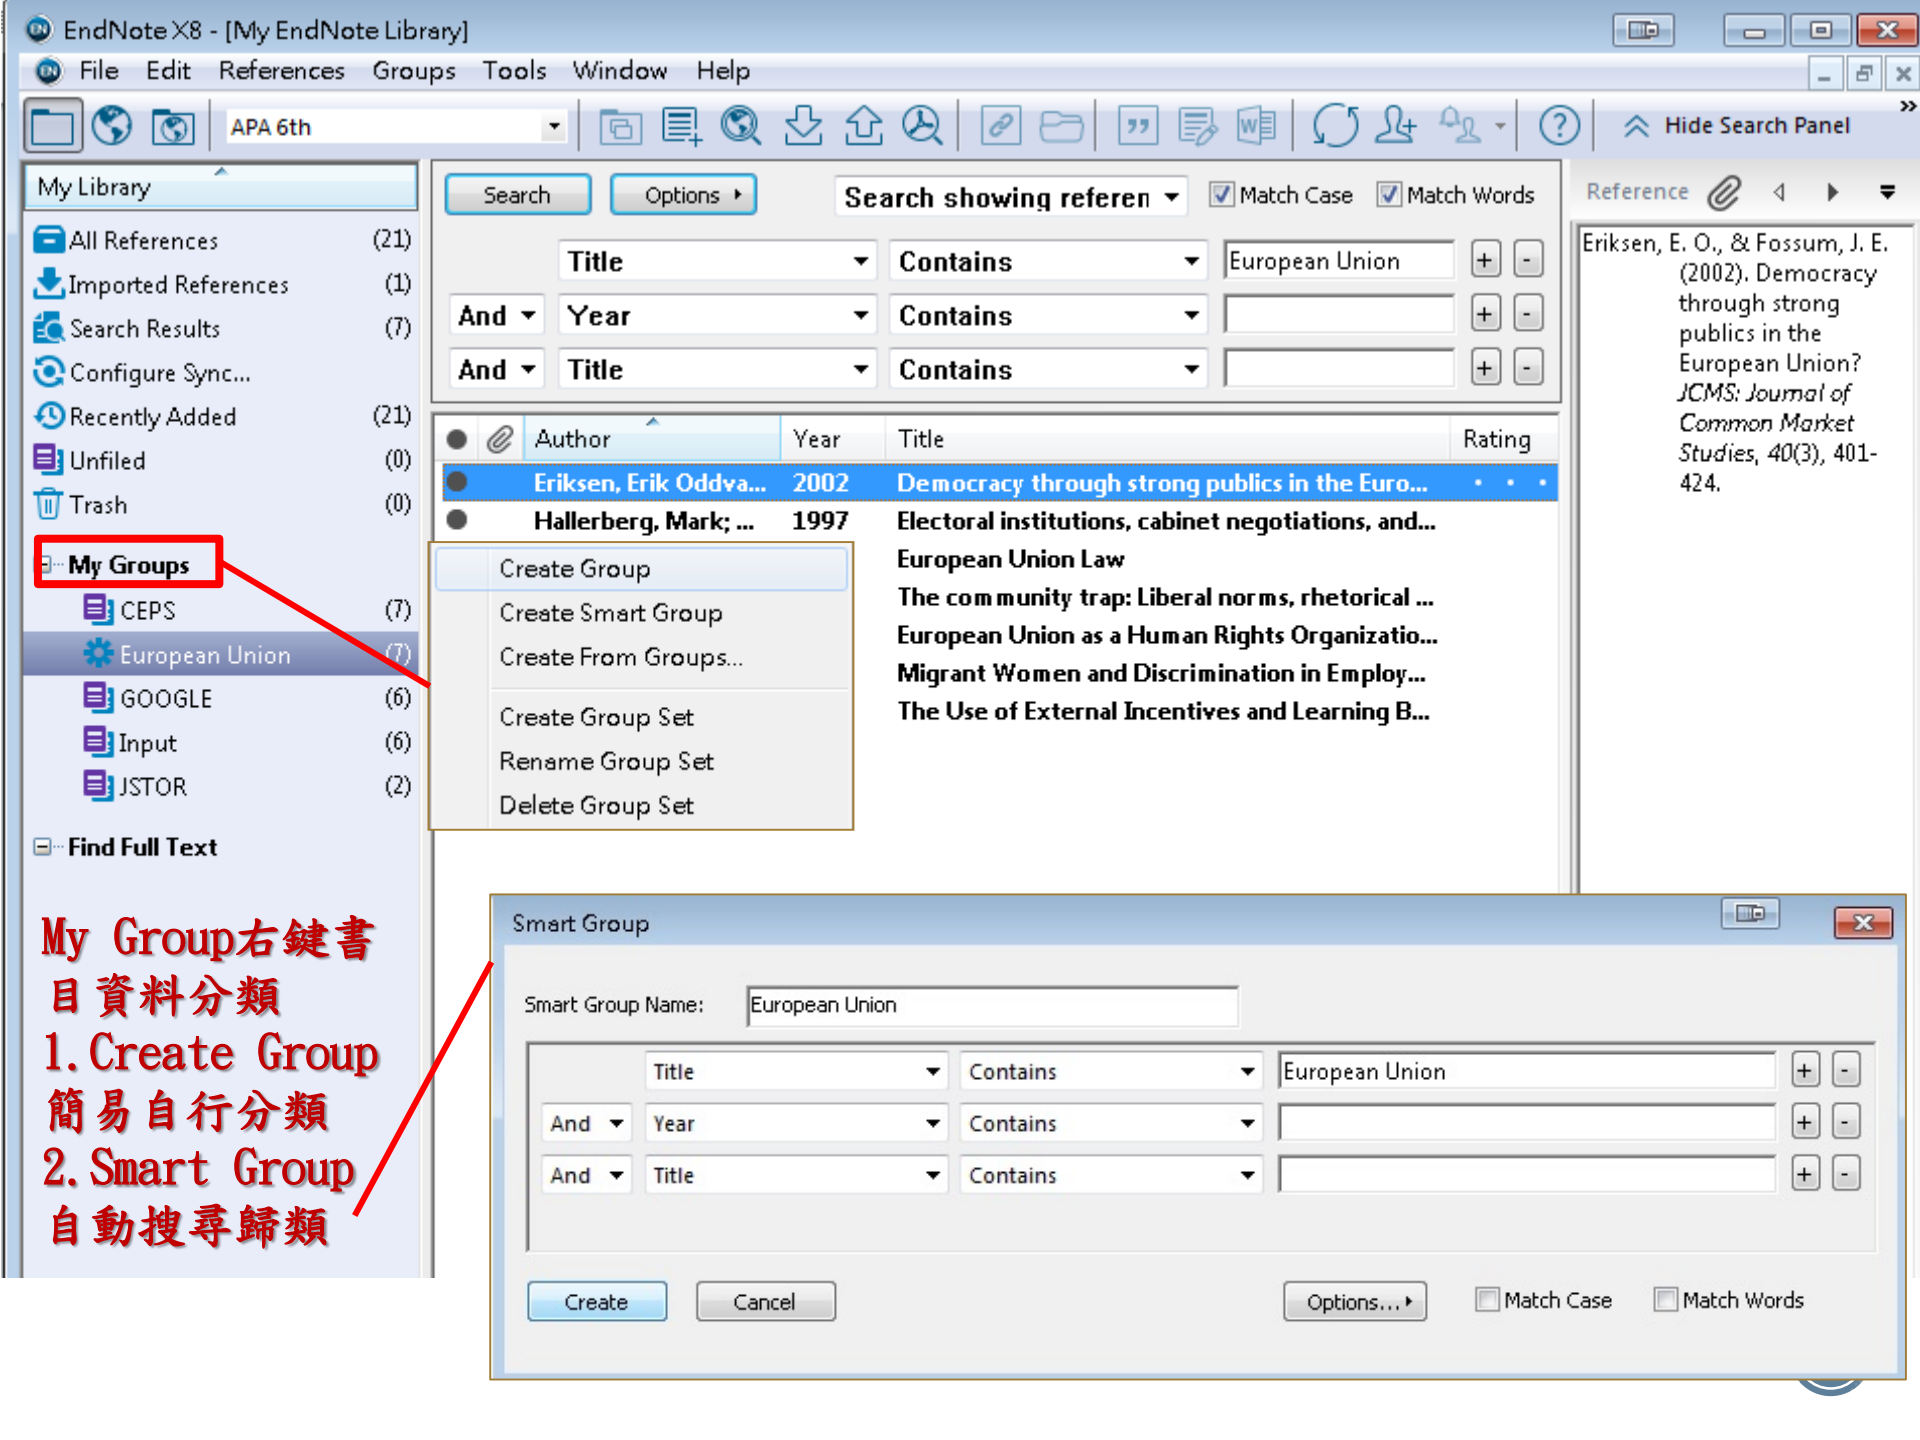 EndNote X8 - [My EndNote Library]
File Edit References Groups Tools Window Help
APA 6th
Hide Search Panel
My Library
All References (21)
Imported References (1)
Search Results (7)
Configure Sync...
Recently Added (21)
Unfiled (0)
Trash (0)
My Groups
CEPS (7)
European Union (7)
GOOGLE (6)
Input (6)
JSTOR (2)
Find Full Text
Search Options Search showing referen Match Case Match Words
Title Contains European Union + -
And Year Contains + -
And Title Contains + -
Author Year Title Rating
Eriksen, Erik Oddva... 2002 Democracy through strong publics in the Euro...
Hallerberg, Mark; ... 1997 Electoral institutions, cabinet negotiations, and...
European Union Law
The community trap: Liberal norms, rhetorical ...
European Union as a Human Rights Organizatio...
Migrant Women and Discrimination in Employ...
The Use of External Incentives and Learning B...
Create Group
Create Smart Group
Create From Groups...
Create Group Set
Rename Group Set
Delete Group Set
Reference
Eriksen, E. O., & Fossum, J. E.
(2002). Democracy
through strong
publics in the
European Union?
JCMS: Journal of
Common Market
Studies, 40(3), 401-
424.
My Group右鍵書
目資料分類
1.Create Group
簡易自行分類
2.Smart Group
自動搜尋歸類
Smart Group
Smart Group Name: European Union
Title Contains European Union + -
And Year Contains + -
And Title Contains + -
Create Cancel Options... Match Case Match Words